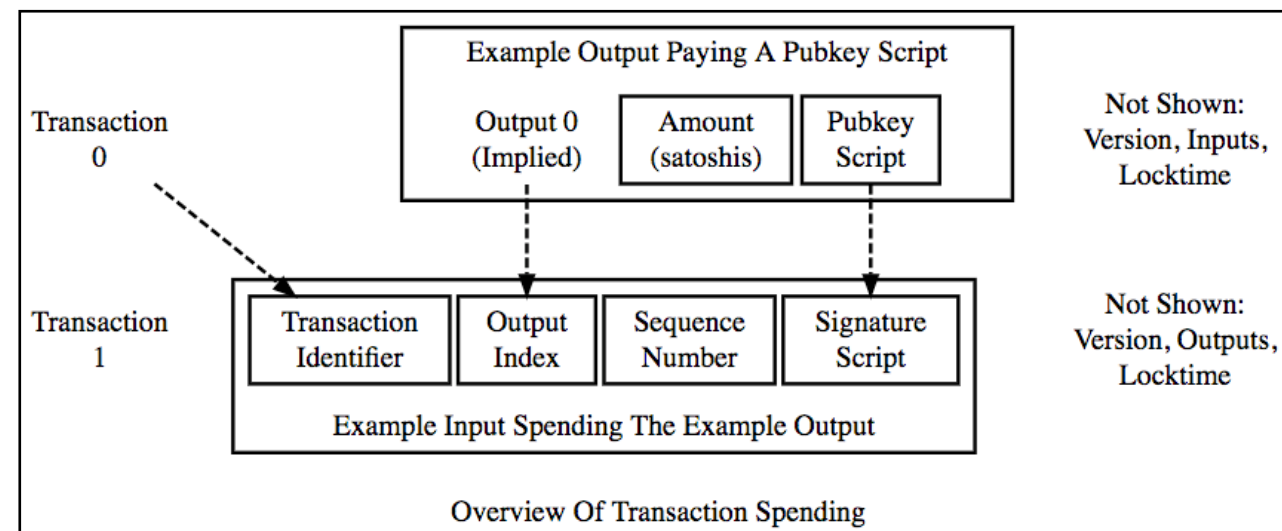 Example Output Paying A Pubkey Script
Transaction
0
Output 0
(Implied)
Amount
(satoshis)
Pubkey
Script
Not Shown:
Version, Inputs,
Locktime
Transaction
1
Transaction
Identifier
Output
Index
Sequence
Number
Signature
Script
Not Shown:
Version, Outputs,
Locktime
Example Input Spending The Example Output
Overview Of Transaction Spending